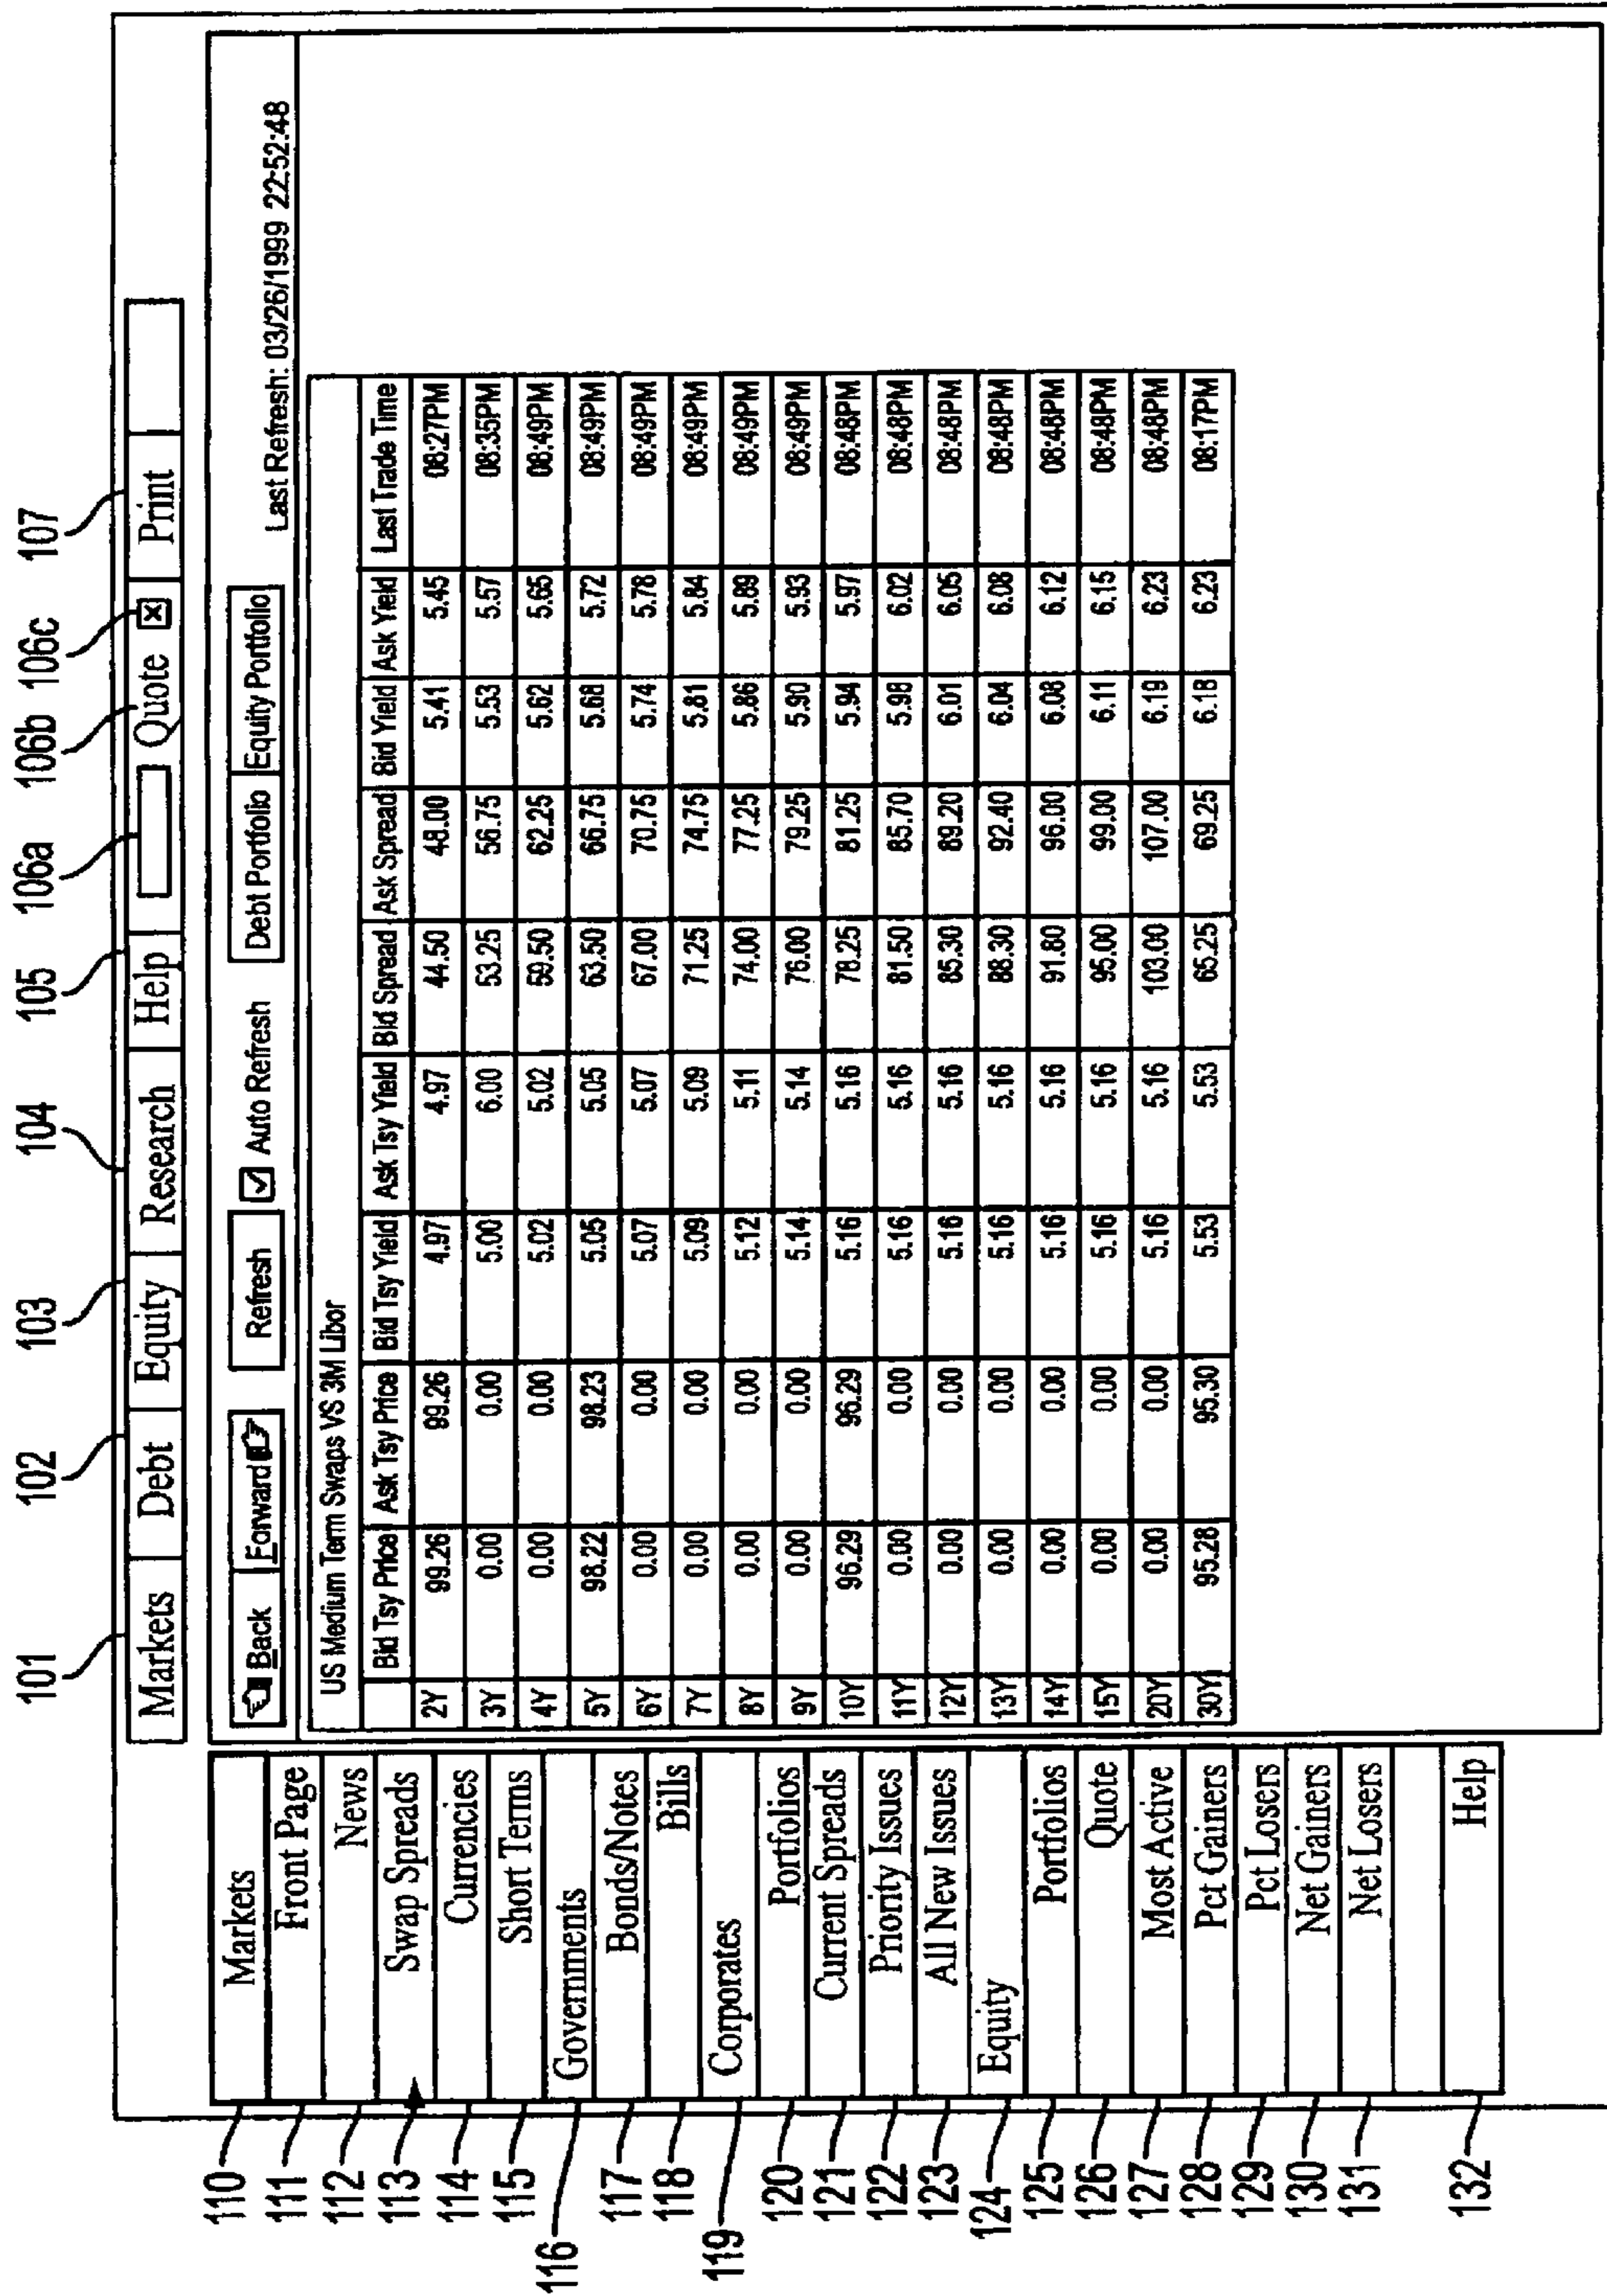 101 102 103 104 105 106a 106b 106c 107
Markets Debt Equity Research Help Quote Print
Back Forward Refresh Auto Refresh Debt Portfolio Equity Portfolio
Last Refresh: 03/26/1999 22:52:48
110 Markets
111 Front Page
112 News
113 Swap Spreads
114 Currencies
115 Short Terms
116 Governments
117 Bonds/Notes
118 Bills
119 Corporates
120 Portfolios
121 Current Spreads
122 Priority Issues
123 All New Issues
124 Equity
125 Portfolios
126 Quote
127 Most Active
128 Pct Gainers
129 Pct Losers
130 Net Gainers
131 Net Losers
132 Help
US Medium Term Swaps VS 3M Libor
Bid Tsy Price Ask Tsy Price Bid Tsy Yield Ask Tsy Yield Bid Spread Ask Spread Bid Yield Ask Yield Last Trade Time
2Y 99.26 99.26 4.97 4.97 44.50 48.00 5.41 5.45 08:27PM
3Y 0.00 0.00 5.00 6.00 53.25 56.75 5.53 5.57 08:35PM
4Y 0.00 0.00 5.02 5.02 59.50 62.25 5.62 5.65 08:49PM
5Y 98.22 98.23 5.05 5.05 63.50 66.75 5.68 5.72 08:49PM
6Y 0.00 0.00 5.07 5.07 67.00 70.75 5.74 5.78 08:49PM
7Y 0.00 0.00 5.09 5.09 71.25 74.75 5.81 5.84 08:49PM
8Y 0.00 0.00 5.12 5.11 74.00 77.25 5.86 5.89 08:49PM
9Y 0.00 0.00 5.14 5.14 76.00 79.25 5.90 5.93 08:49PM
10Y 96.29 96.29 5.16 5.16 78.25 81.25 5.94 5.97 08:48PM
11Y 0.00 0.00 5.16 5.16 81.50 85.70 5.98 6.02 08:48PM
12Y 0.00 0.00 5.16 5.16 85.30 89.20 6.01 6.05 08:48PM
13Y 0.00 0.00 5.16 5.16 88.30 92.40 6.04 6.08 08:48PM
14Y 0.00 0.00 5.16 5.16 91.80 96.00 6.08 6.12 08:48PM
15Y 0.00 0.00 5.16 5.16 95.00 99.00 6.11 6.15 08:48PM
20Y 0.00 0.00 5.16 5.16 103.00 107.00 6.19 6.23 08:48PM
30Y 95.28 95.30 5.53 5.53 65.25 69.25 6.18 6.23 08:17PM